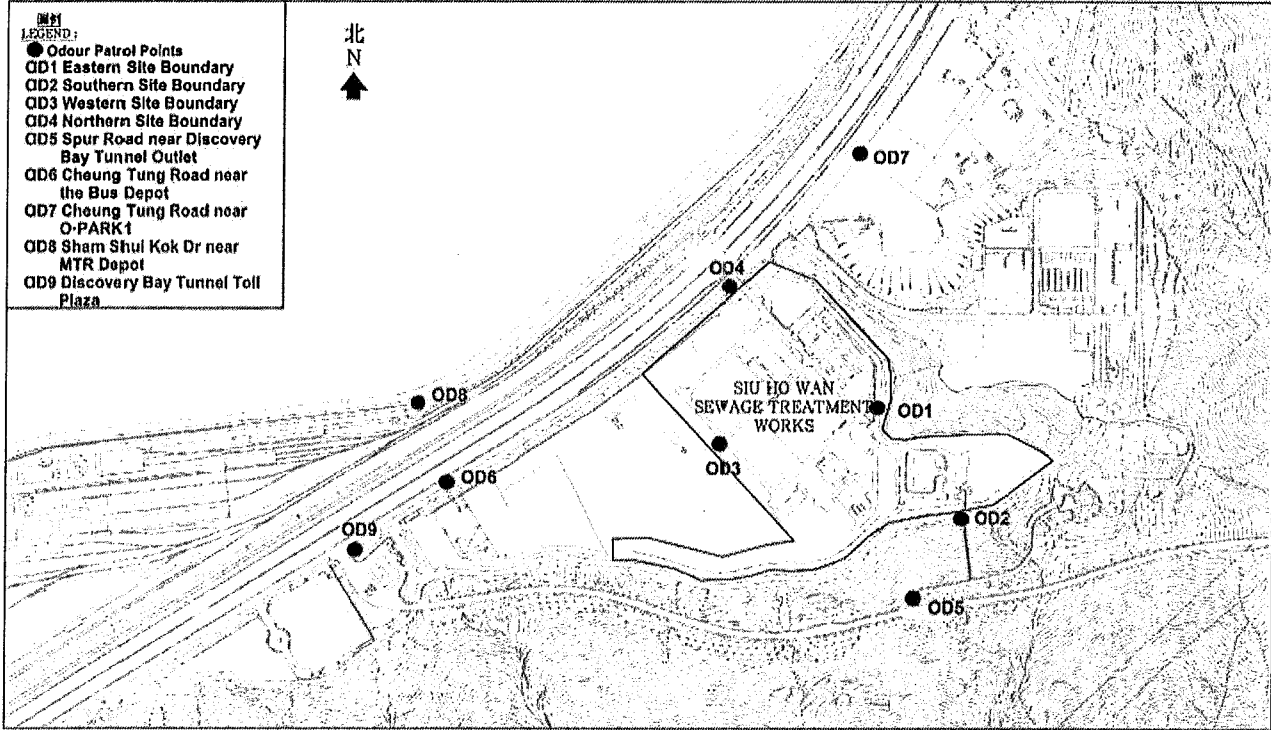 圖例
LEGEND :
Odour Patrol Points
OD1 Eastern Site Boundary
OD2 Southern Site Boundary
OD3 Western Site Boundary
OD4 Northern Site Boundary
OD5 Spur Road near Discovery
Bay Tunnel Outlet
OD6 Cheung Tung Road near
the Bus Depot
OD7 Cheung Tung Road near
O·PARK1
OD8 Sham Shui Kok Dr near
MTR Depot
OD9 Discovery Bay Tunnel Toll
Plaza
北
N
OD7
OD4
OD8
SIU HO WAN
SEWAGE TREATMENT
WORKS
OD1
OD3
OD6
OD2
OD9
OD5